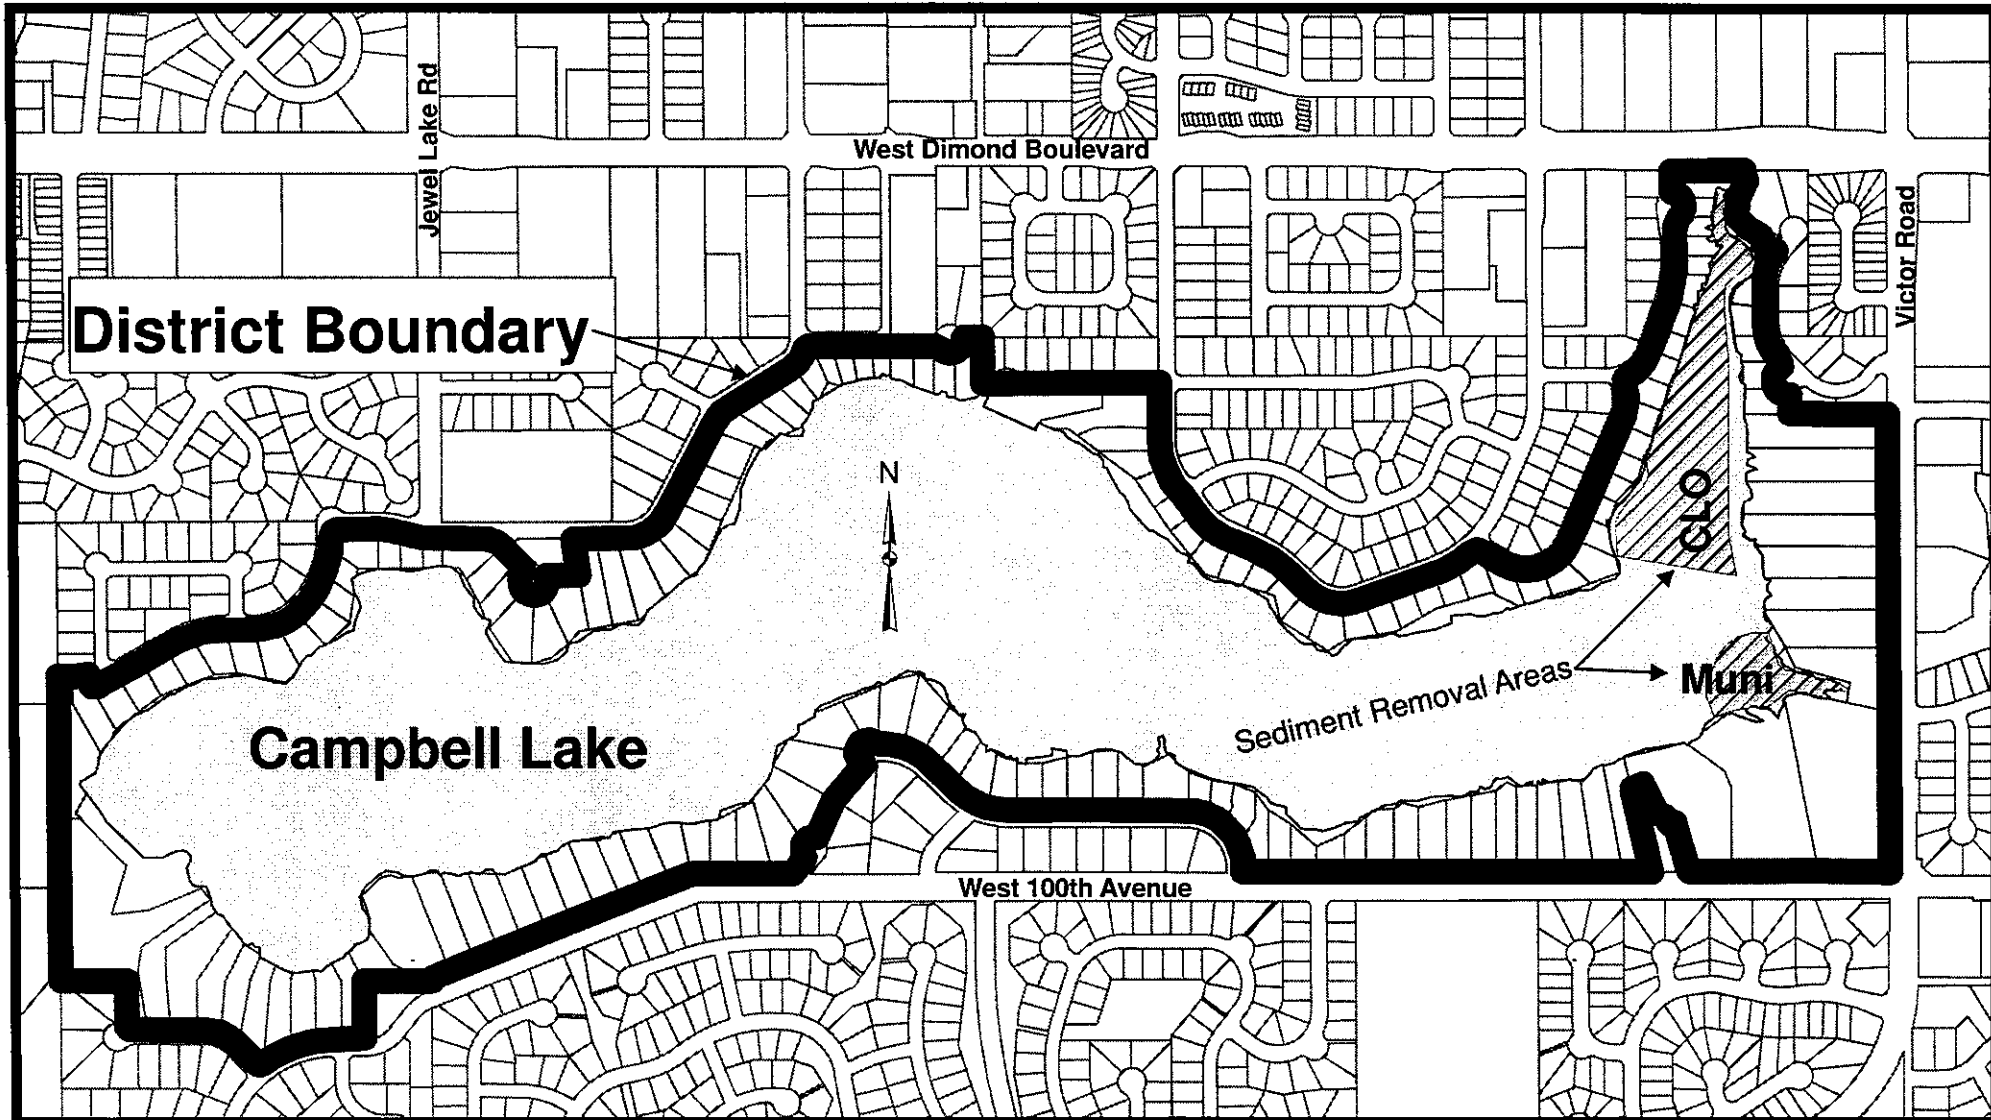 Jewel Lake Rd
West Dimond Boulevard
Victor Road
District Boundary
N
CLO
Muni
Sediment Removal Areas
Campbell Lake
West 100th Avenue